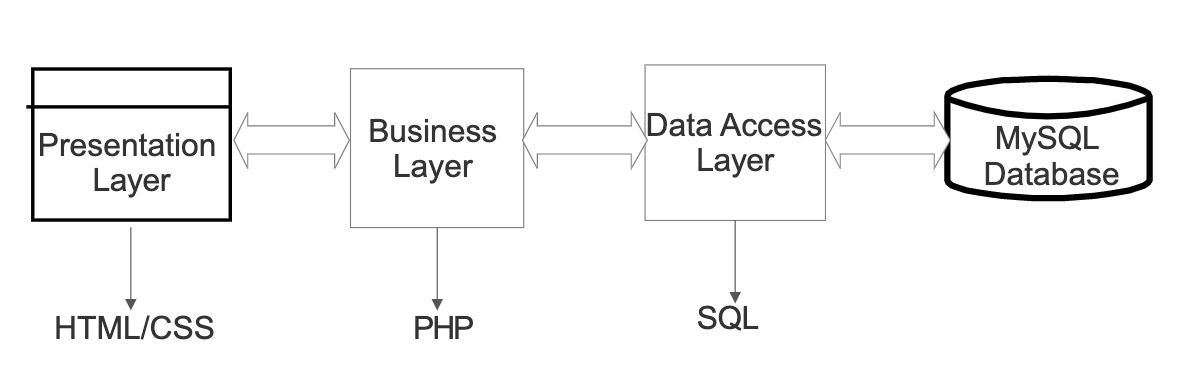 Presentation
Layer
Business
Layer
Data Access
Layer
MySQL
Database
HTML/CSS
PHP
SQL